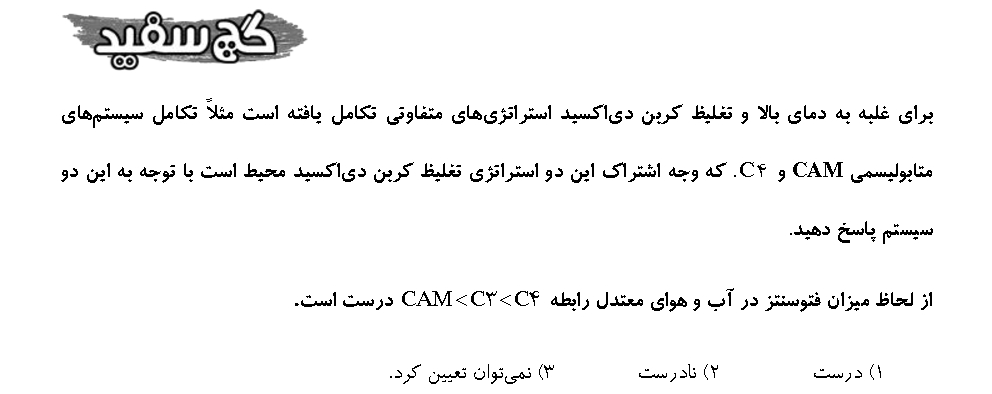 گچ سفید
برای غلبه به دمای بالا و تغلیظ کربن دی‌اکسید استراتژی‌های متفاوتی تکامل یافته است مثلاً تکامل سیستم‌های
متابولیسمی CAM و C۴. که وجه اشتراک این دو استراتژی تغلیظ کربن دی‌اکسید محیط است با توجه به این دو
سیستم پاسخ دهید.
از لحاظ میزان فتوسنتز در آب و هوای معتدل رابطه CAM<C۳<C۴ درست است.
۱) درست ۲) نادرست ۳) نمی‌توان تعیین کرد.